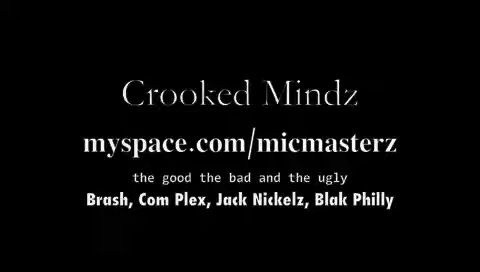 Crooked Mindz
myspace.com/micmasterz
the good the bad and the ugly
Brash, Com Plex, Jack Nickelz, Blak Philly